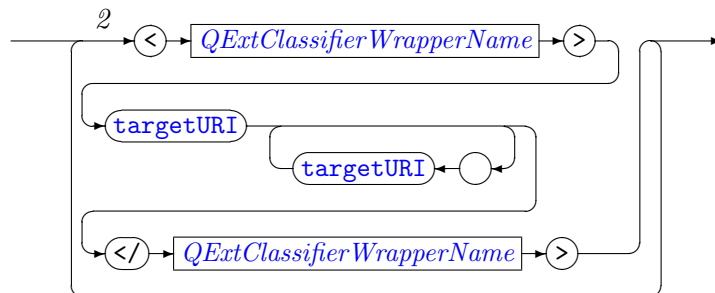 2
< QExtClassifierWrapperName >
targetURI
targetURI
</ QExtClassifierWrapperName >